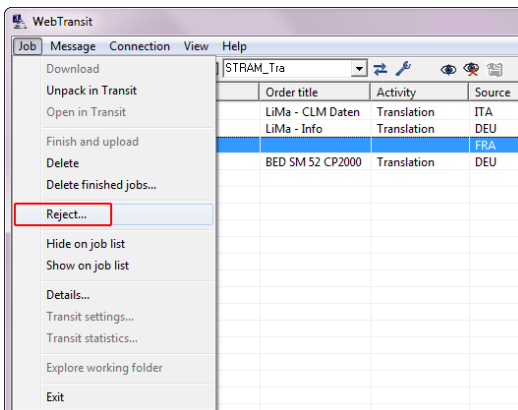 WebTransit
Job Message Connection View Help
STRAM_Tra
Download
Unpack in Transit
Open in Transit
Finish and upload
Delete
Delete finished jobs...
Reject...
Hide on job list
Show on job list
Details...
Transit settings...
Transit statistics...
Explore working folder
Exit
Order title Activity Source
LiMa - CLM Daten Translation ITA
LiMa - Info Translation DEU
FRA
BED SM 52 CP2000 Translation DEU